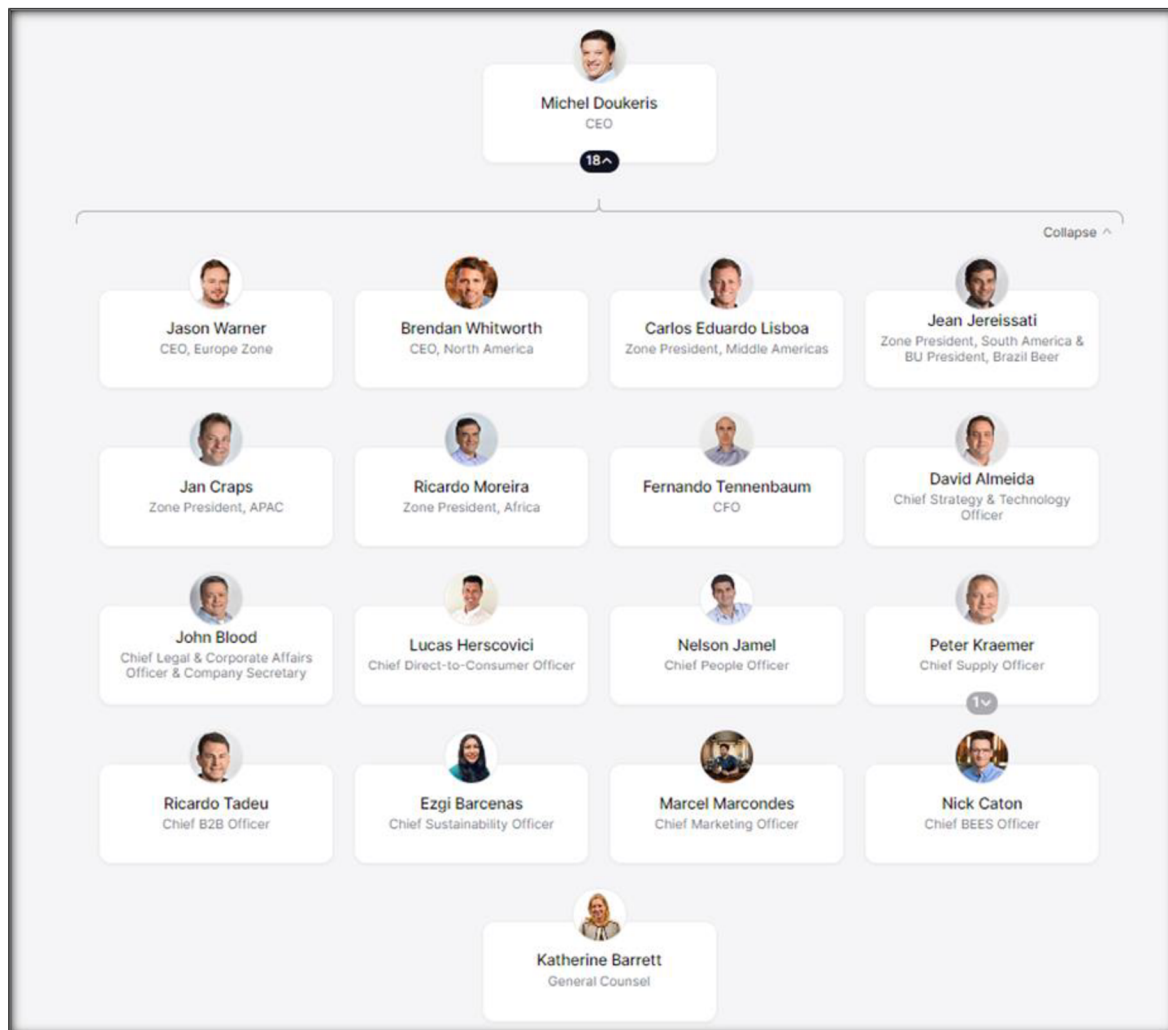 Michel Doukeris
CEO
18
Collapse
Jason Warner
CEO, Europe Zone
Brendan Whitworth
CEO, North America
Carlos Eduardo Lisboa
Zone President, Middle Americas
Jean Jereissati
Zone President, South America &
BU President, Brazil Beer
Jan Craps
Zone President, APAC
Ricardo Moreira
Zone President, Africa
Fernando Tennenbaum
CFO
David Almeida
Chief Strategy & Technology
Officer
John Blood
Chief Legal & Corporate Affairs
Officer & Company Secretary
Lucas Herscovici
Chief Direct-to-Consumer Officer
Nelson Jamel
Chief People Officer
Peter Kraemer
Chief Supply Officer
1
Ricardo Tadeu
Chief B2B Officer
Ezgi Barcenas
Chief Sustainability Officer
Marcel Marcondes
Chief Marketing Officer
Nick Caton
Chief BEES Officer
Katherine Barrett
General Counsel